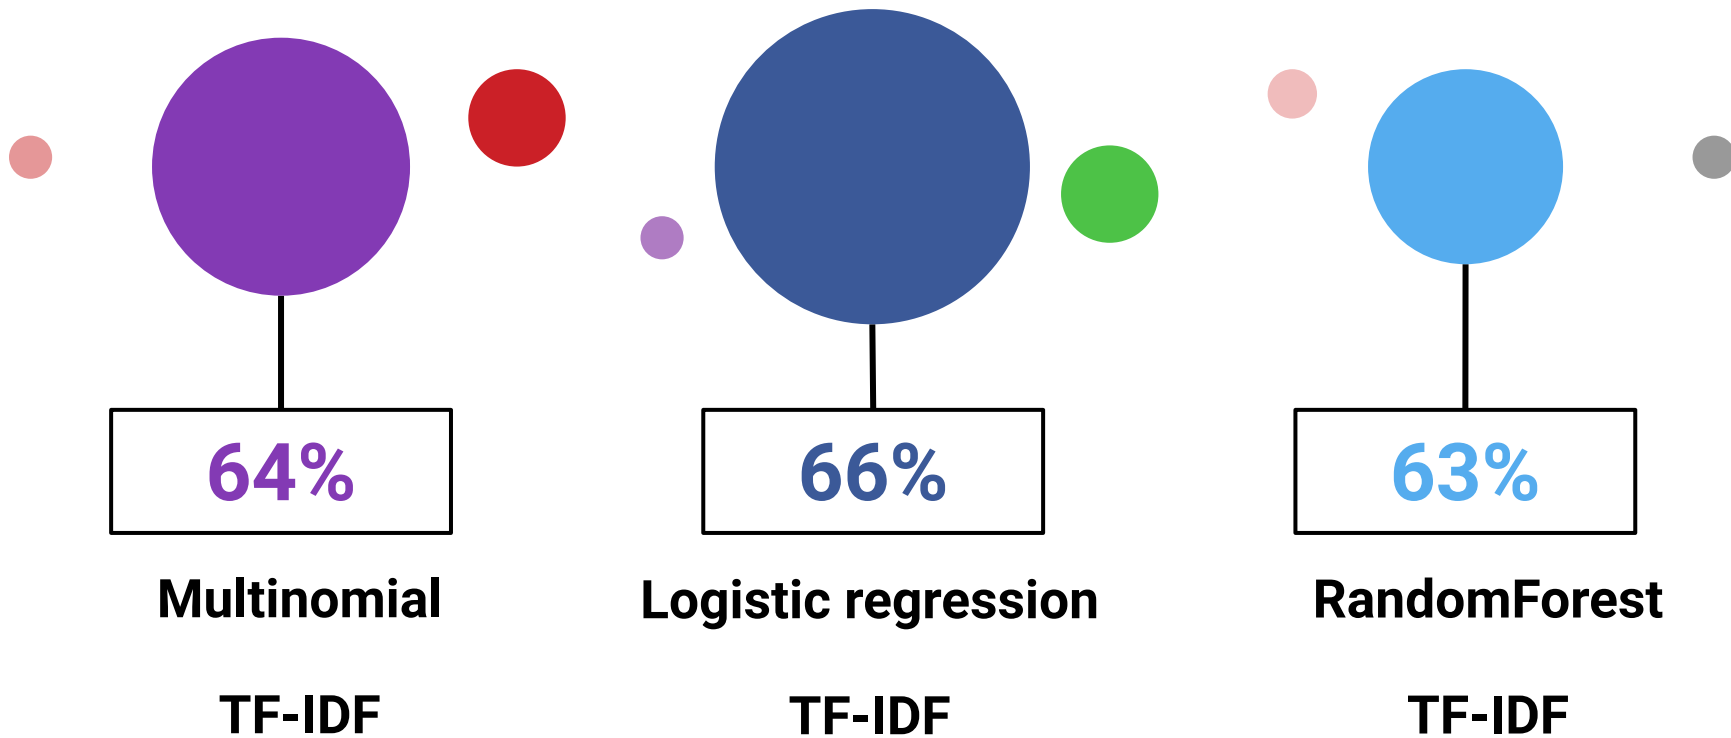 64%
66%
63%
Multinomial
Logistic regression
RandomForest
TF-IDF
TF-IDF
TF-IDF